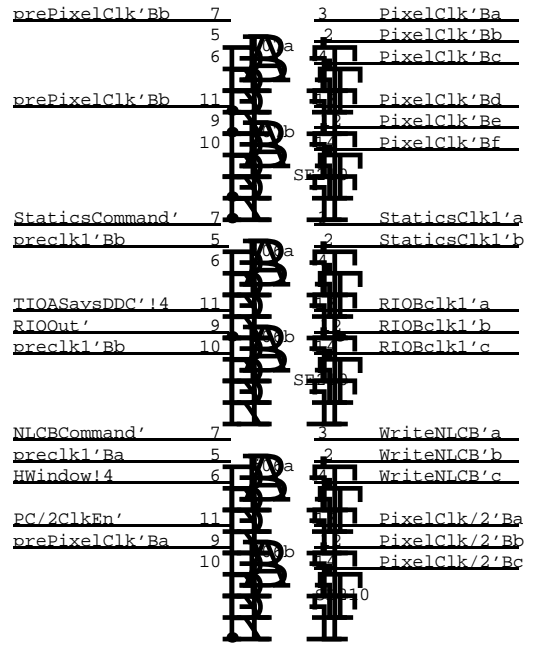 prePixelClk'Bb 7 3 PixelClk'Ba
5 2 PixelClk'Bb
6 PixelClk'Bc
prePixelClk'Bb 11 PixelClk'Bd
9 PixelClk'Be
10 PixelClk'Bf
StaticsCommand' 7 StaticsClk1'a
preclk1'Bb 5 2 StaticsClk1'b
6
TIOASaysDDC'!4 11 RIOBclk1'a
RIOOut' 9 RIOBclk1'b
preclk1'Bb 10 RIOBclk1'c
NLCBCommand' 7 3 WriteNLCB'a
preclk1'Ba 5 2 WriteNLCB'b
HWindow!4 6 WriteNLCB'c
PC/2ClkEn' 11 PixelClk/2'Ba
prePixelClk'Ba 9 PixelClk/2'Bb
10 PixelClk/2'Bc